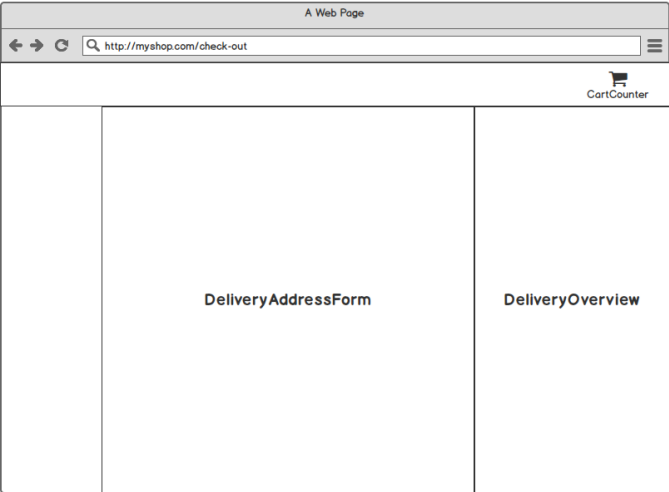 A Web Page
http://myshop.com/check-out
CartCounter
DeliveryAddressForm
DeliveryOverview